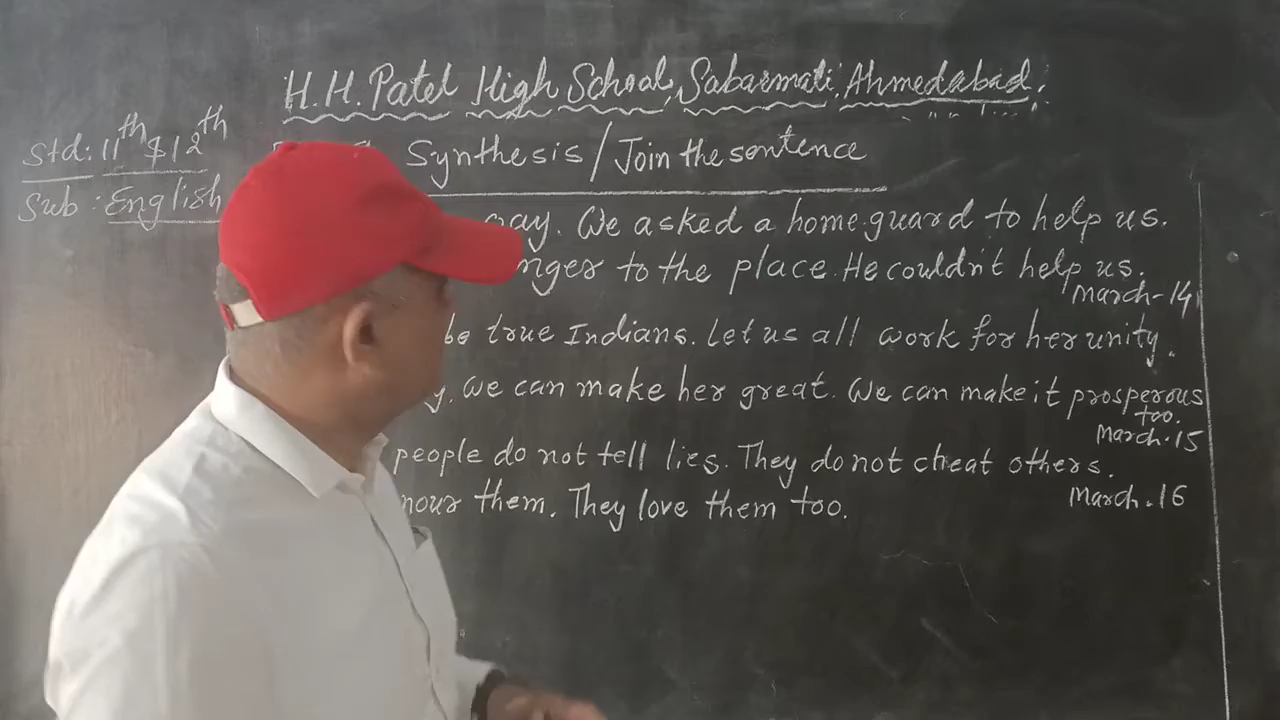 H.H. Patel High School, Sabarmati, Ahmedabad.
Std: 11th & 12th
Synthesis / Join the sentence
Sub: English
We asked a home-guard to help us.
to the place. He couldn't help us.
March-14
be true Indians. Let us all work for her unity.
We can make her great. We can make it prosperous
too.
March-15
people do not tell lies. They do not cheat others.
March-16
them. They love them too.